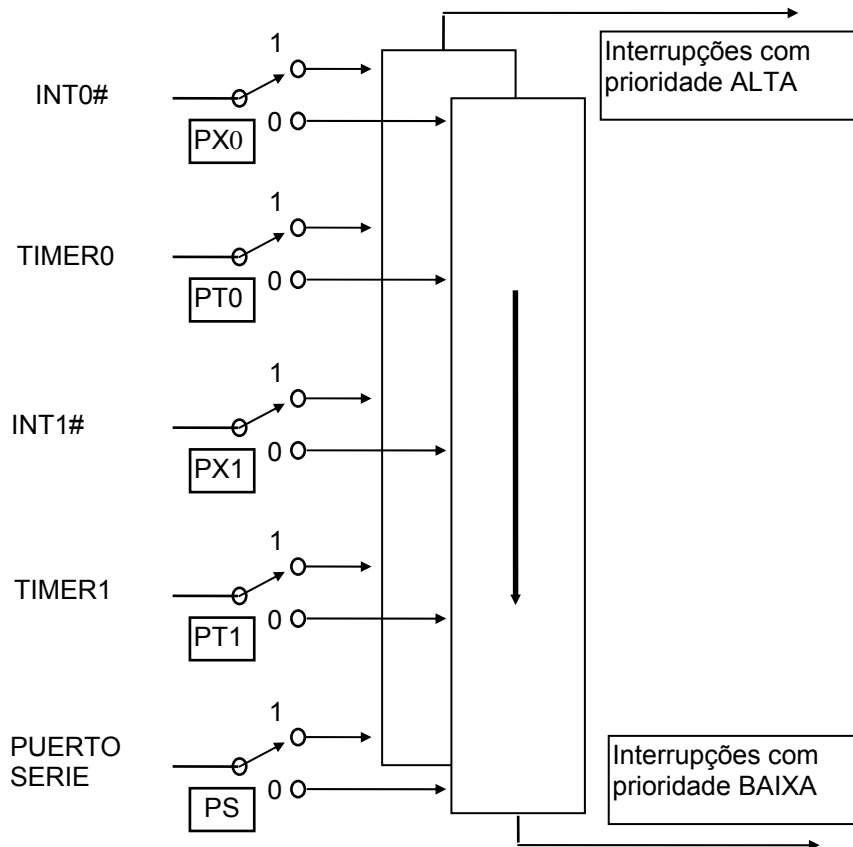 Interrupções com
prioridade ALTA
1
INT0#
0
PX0
1
TIMER0
0
PT0
1
INT1#
0
PX1
1
TIMER1
0
PT1
1
PUERTO
SERIE
0
PS
Interrupções com
prioridade BAIXA